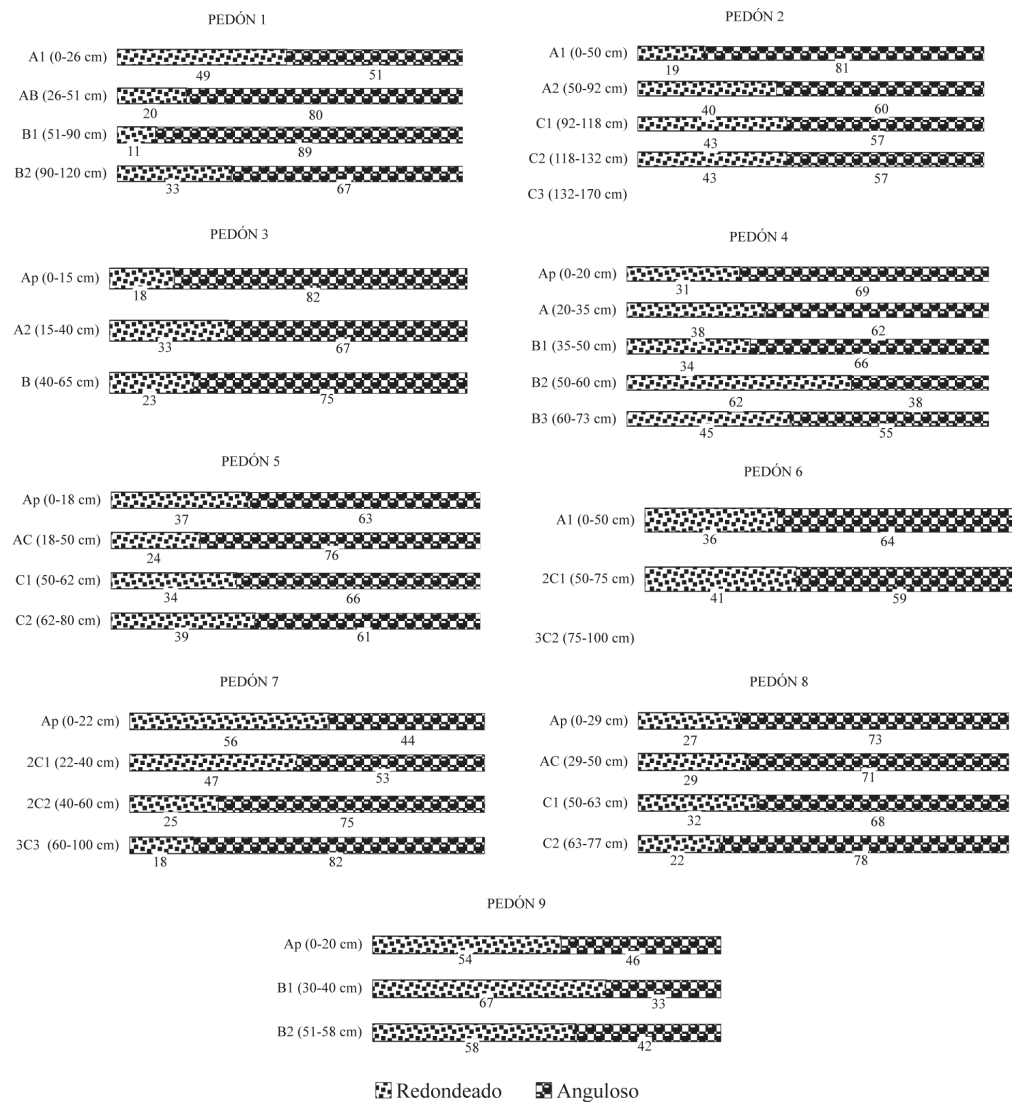 PEDÓN 1
A1 (0-26 cm)
49 51
AB (26-51 cm)
20 80
B1 (51-90 cm)
11 89
B2 (90-120 cm)
33 67
PEDÓN 2
A1 (0-50 cm)
19 81
A2 (50-92 cm)
40 60
C1 (92-118 cm)
43 57
C2 (118-132 cm)
43 57
C3 (132-170 cm)
PEDÓN 3
Ap (0-15 cm)
18 82
A2 (15-40 cm)
33 67
B (40-65 cm)
23 75
PEDÓN 4
Ap (0-20 cm)
31 69
A (20-35 cm)
38 62
B1 (35-50 cm)
34 66
B2 (50-60 cm)
62 38
B3 (60-73 cm)
45 55
PEDÓN 5
Ap (0-18 cm)
37 63
AC (18-50 cm)
24 76
C1 (50-62 cm)
34 66
C2 (62-80 cm)
39 61
PEDÓN 6
A1 (0-50 cm)
36 64
2C1 (50-75 cm)
41 59
3C2 (75-100 cm)
PEDÓN 7
Ap (0-22 cm)
56 44
2C1 (22-40 cm)
47 53
2C2 (40-60 cm)
25 75
3C3 (60-100 cm)
18 82
PEDÓN 8
Ap (0-29 cm)
27 73
AC (29-50 cm)
29 71
C1 (50-63 cm)
32 68
C2 (63-77 cm)
22 78
PEDÓN 9
Ap (0-20 cm)
54 46
B1 (30-40 cm)
67 33
B2 (51-58 cm)
58 42
Redondeado Anguloso